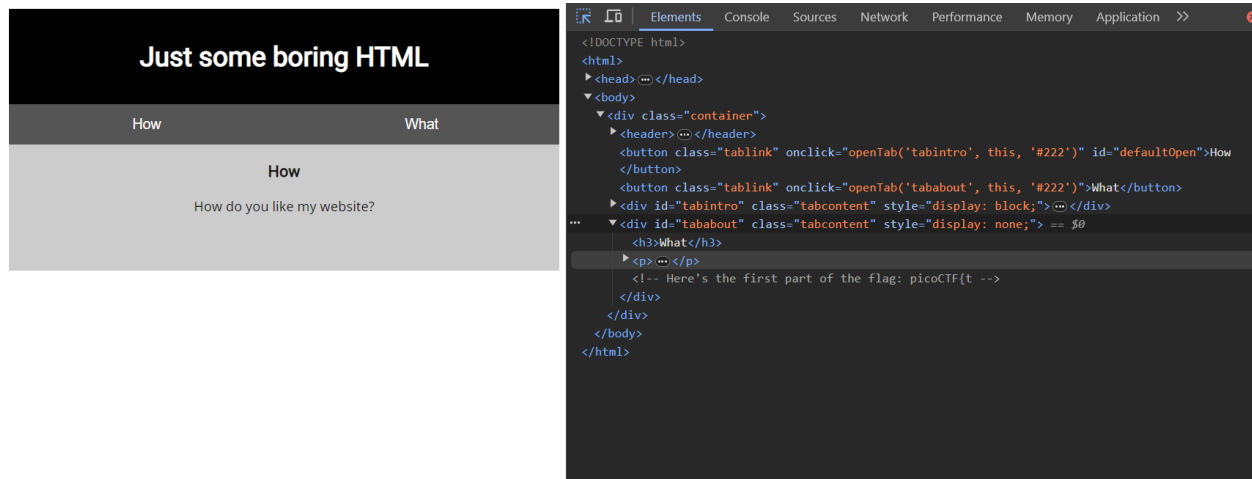 Just some boring HTML
How What
How
How do you like my website?
Elements Console Sources Network Performance Memory Application
<!DOCTYPE html>
<html>
<head> </head>
<body>
<div class="container">
<header> </header>
<button class="tablink" onclick="openTab('tabintro', this, '#222')" id="defaultOpen">How
</button>
<button class="tablink" onclick="openTab('tababout', this, '#222')">What</button>
<div id="tabintro" class="tabcontent" style="display: block;"> </div>
<div id="tababout" class="tabcontent" style="display: none;"> == $0
<h3>What</h3>
<p> </p>
<!-- Here's the first part of the flag: picoCTF{t -->
</div>
</div>
</body>
</html>